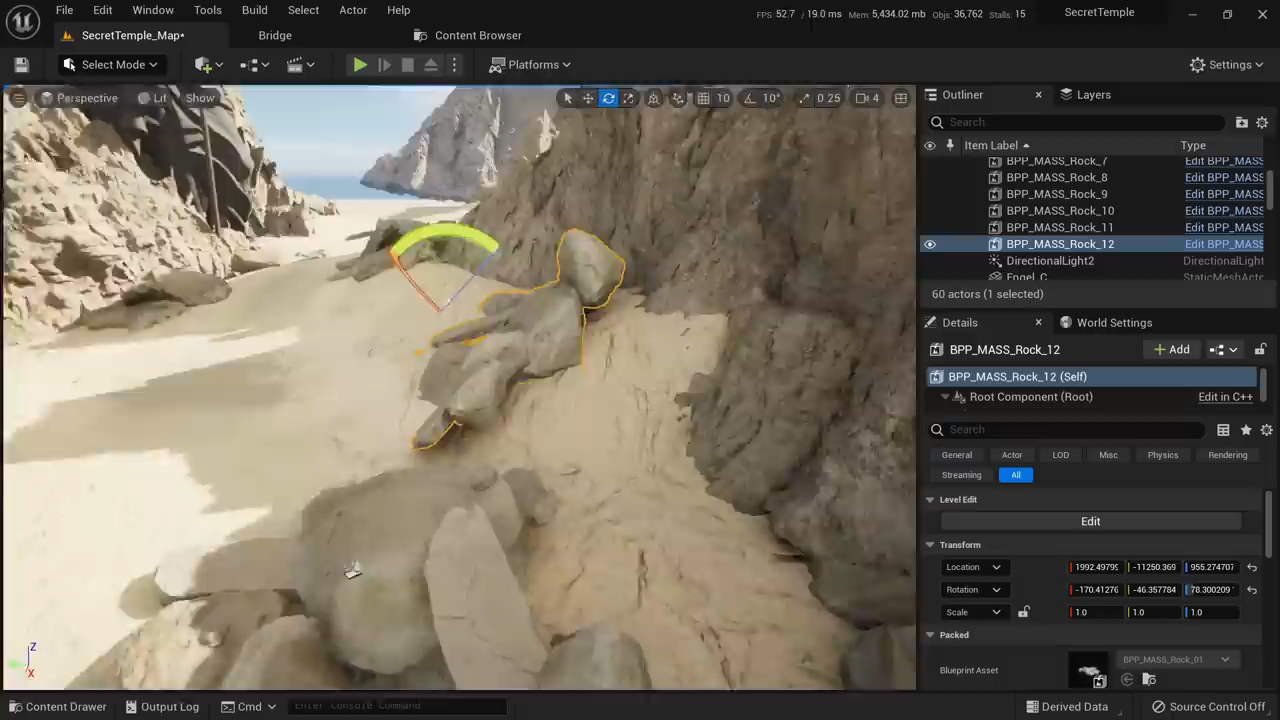 File Edit Window Tools Build Select Actor Help
FPS: 52.7 / 19.0 ms Mem: 5,434.02 mb Objs: 36,762 Stalls: 15
SecretTemple
SecretTemple_Map*
Bridge
Content Browser
Select Mode
Platforms
Settings
Perspective Lit Show
10 10° 0.25 4
Outliner
Layers
Search...
Item Label Type
BPP_MASS_Rock_7 Edit BPP_MASS
BPP_MASS_Rock_8 Edit BPP_MASS
BPP_MASS_Rock_9 Edit BPP_MASS
BPP_MASS_Rock_10 Edit BPP_MASS
BPP_MASS_Rock_11 Edit BPP_MASS
BPP_MASS_Rock_12 Edit BPP_MASS
DirectionalLight2 DirectionalLight
StaticMeshActo
60 actors (1 selected)
Details
World Settings
BPP_MASS_Rock_12
Add
BPP_MASS_Rock_12 (Self)
Root Component (Root) Edit in C++
Search
General Actor LOD Misc Physics Rendering
Streaming All
Level Edit
Edit
Transform
Location 1992.49799 -11250.369 955.274707
Rotation -170.41276 -46.357784 78.300209°
Scale 1.0 1.0 1.0
Packed
Blueprint Asset BPP_MASS_Rock_01
Z
X
Content Drawer Output Log Cmd Enter Console Command
Derived Data Source Control Off